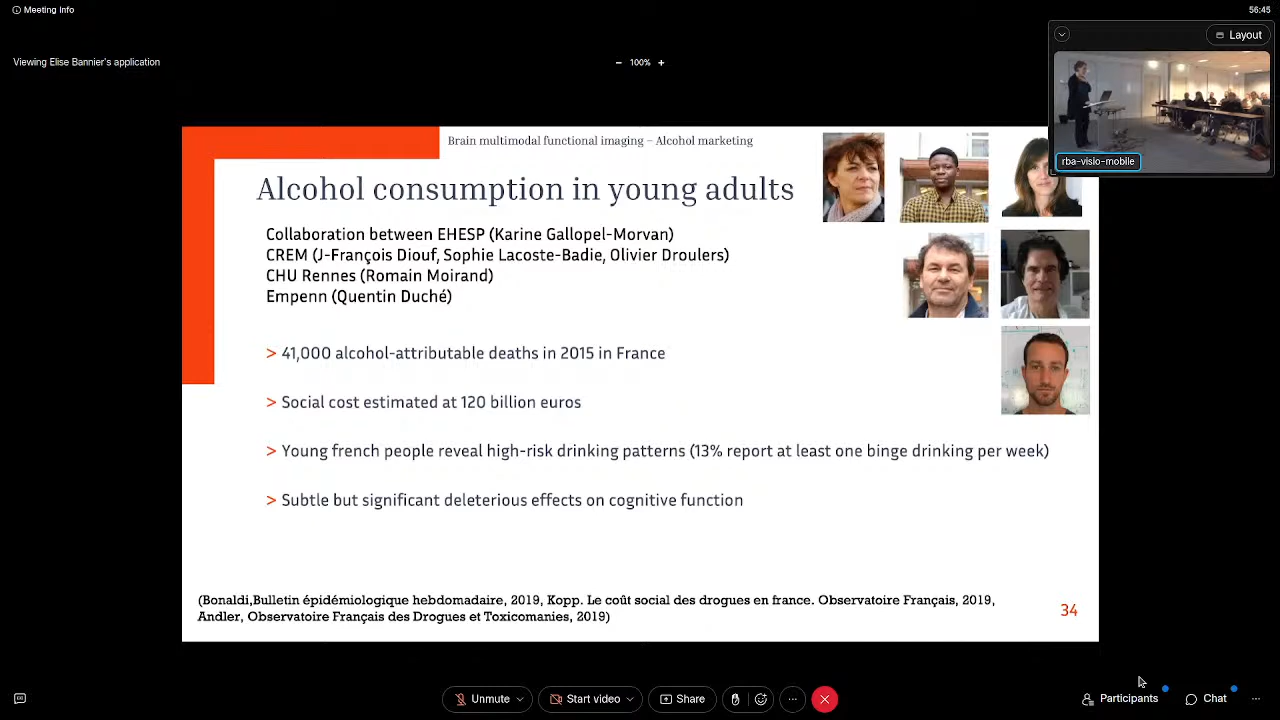 Meeting Info
56:45
Layout
Viewing Elise Bannier's application
− 100% +
rba-visio-mobile
Brain multimodal functional imaging – Alcohol marketing
Alcohol consumption in young adults
Collaboration between EHESP (Karine Gallopel-Morvan)
CREM (J-François Diouf, Sophie Lacoste-Badie, Olivier Droulers)
CHU Rennes (Romain Moirand)
Empenn (Quentin Duché)
> 41,000 alcohol-attributable deaths in 2015 in France
> Social cost estimated at 120 billion euros
> Young french people reveal high-risk drinking patterns (13% report at least one binge drinking per week)
> Subtle but significant deleterious effects on cognitive function
(Bonaldi,Bulletin épidémiologique hebdomadaire, 2019, Kopp. Le coût social des drogues en france. Observatoire Français, 2019,
Andler, Observatoire Français des Drogues et Toxicomanies, 2019)
34
Unmute
Start video
Share
Participants
Chat